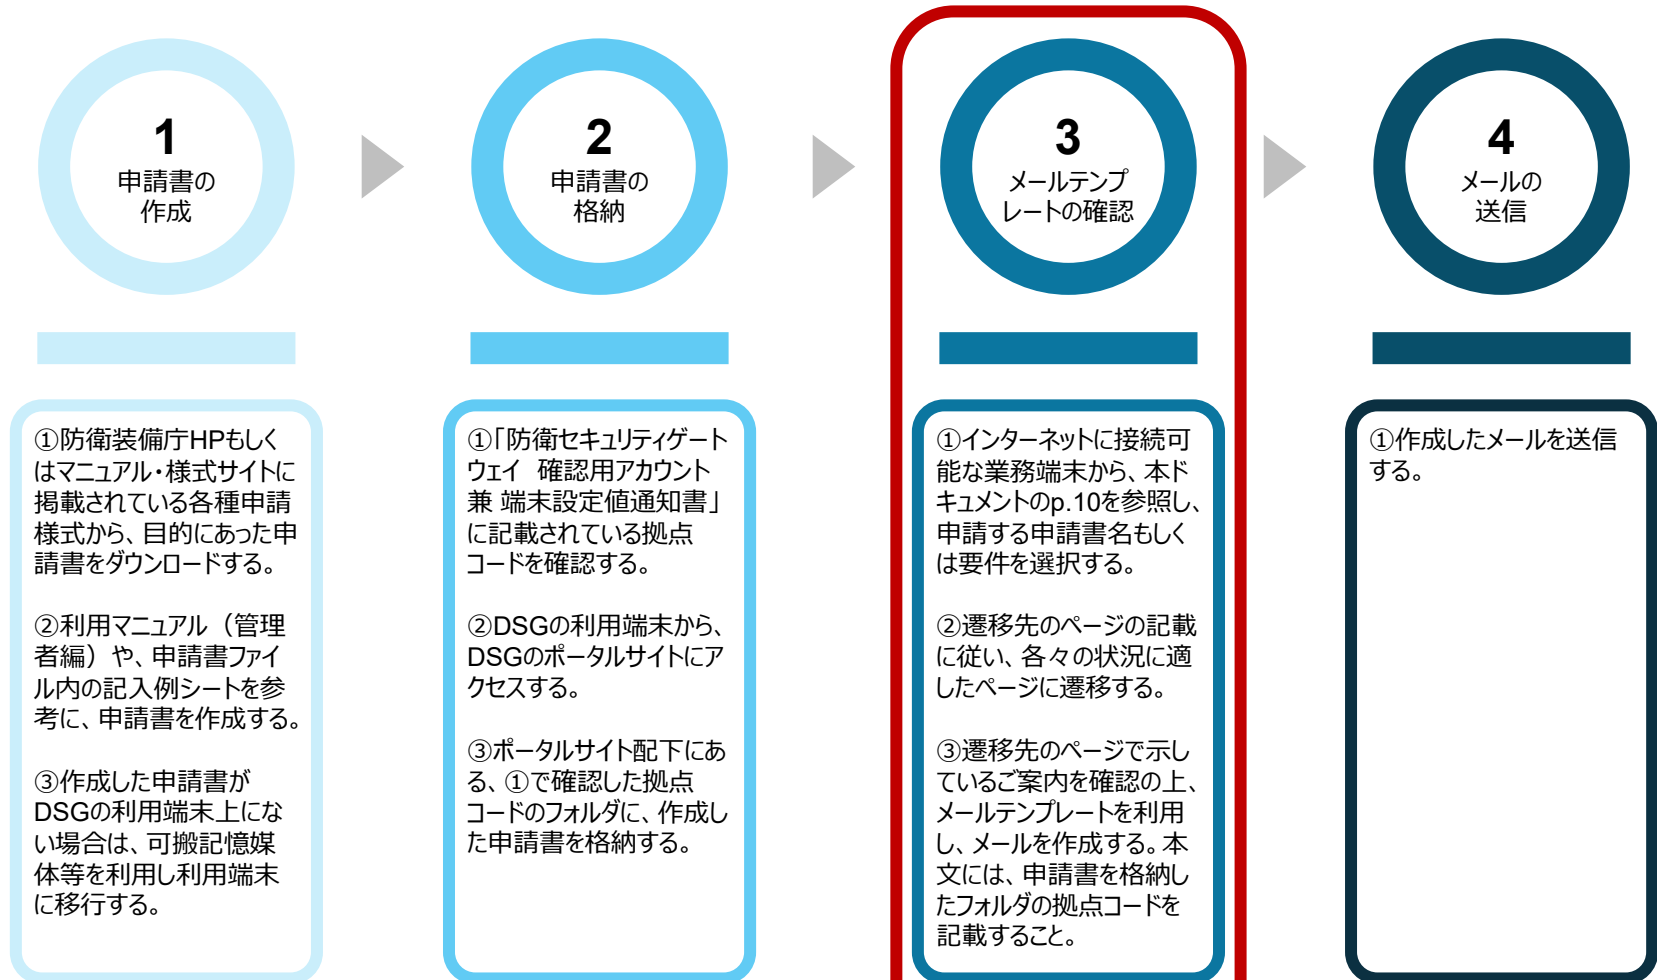 1
申請書の
作成
2
申請書の
格納
3
メールテンプ
レートの確認
4
メールの
送信
①防衛装備庁HPもしく
はマニュアル・様式サイトに
掲載されている各種申請
様式から、目的にあった申
請書をダウンロードする。
②利用マニュアル（管理
者編）や、申請書ファイ
ル内の記入例シートを参
考に、申請書を作成する。
③作成した申請書が
DSGの利用端末上にな
い場合は、可搬記憶媒
体等を利用し利用端末
に移行する。
①「防衛セキュリティゲート
ウェイ　確認用アカウント
兼 端末設定値通知書」
に記載されている拠点
コードを確認する。
②DSGの利用端末から、
DSGのポータルサイトにア
クセスする。
③ポータルサイト配下にあ
る、①で確認した拠点
コードのフォルダに、作成し
た申請書を格納する。
①インターネットに接続可
能な業務端末から、本ド
キュメントのp.10を参照し、
申請する申請書名もしく
は要件を選択する。
②遷移先のページの記載
に従い、各々の状況に適
したページに遷移する。
③遷移先のページで示し
ているご案内を確認の上、
メールテンプレートを利用
し、メールを作成する。本
文には、申請書を格納し
たフォルダの拠点コードを
記載すること。
①作成したメールを送信
する。